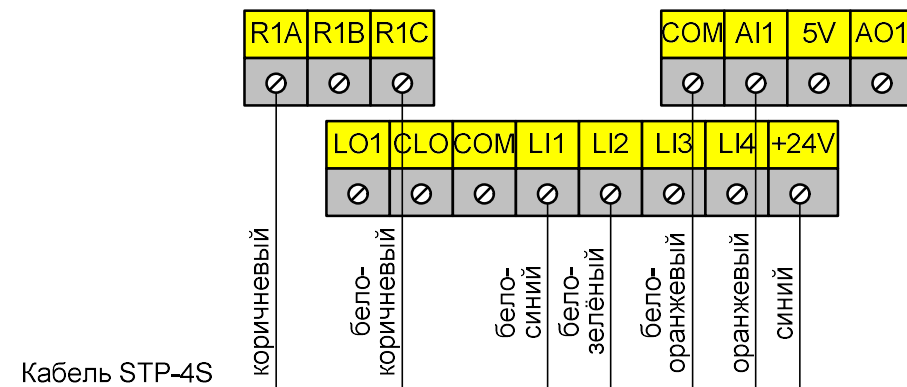 R1A R1B R1C COM AI1 5V AO1
LO1 CLO COM LI1 LI2 LI3 LI4 +24V
коричневый
бело-
коричневый
бело-
синий
бело-
зелёный
бело-
оранжевый
оранжевый
синий
Кабель STP-4S